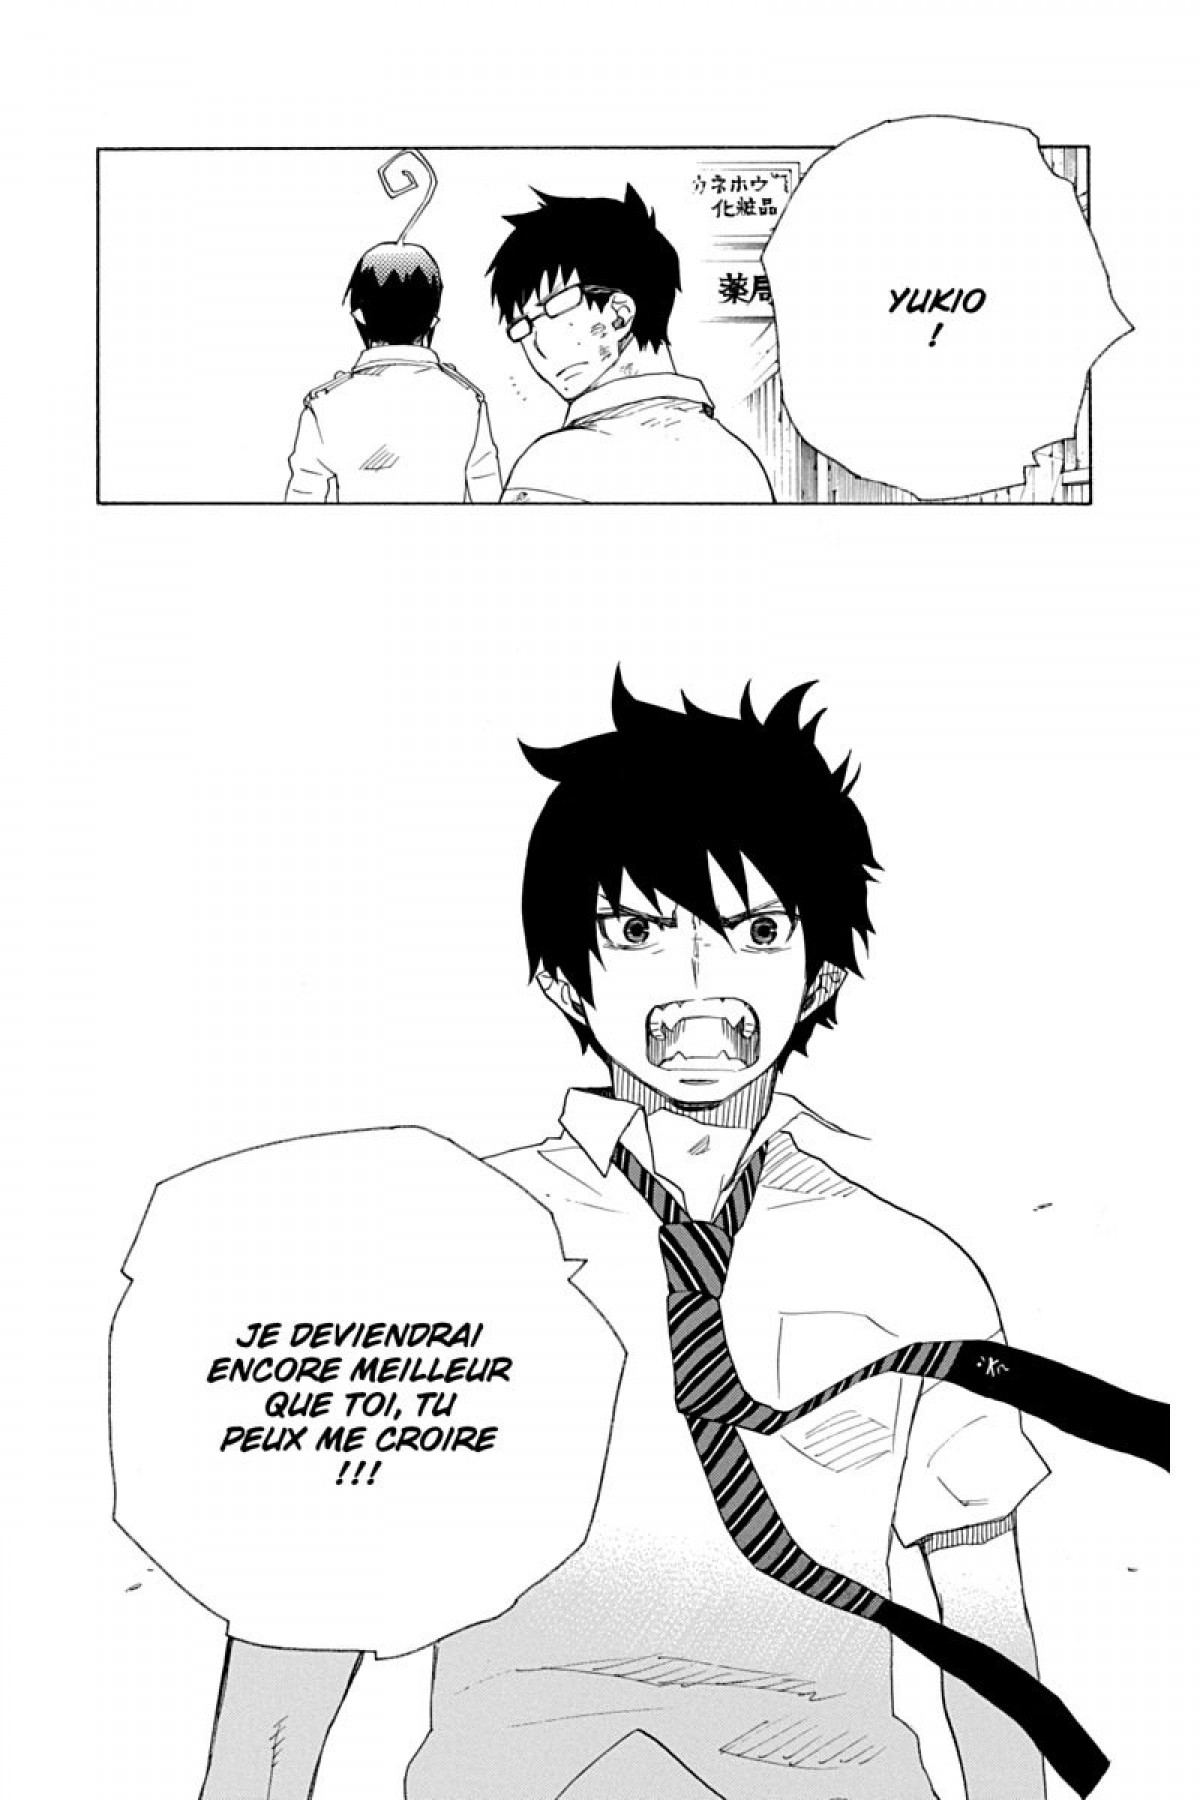 YUKIO
!
ネホウ
化粧品
薬局
JE DEVIENDRAI
ENCORE MEILLEUR
QUE TOI, TU
PEUX ME CROIRE
!!!